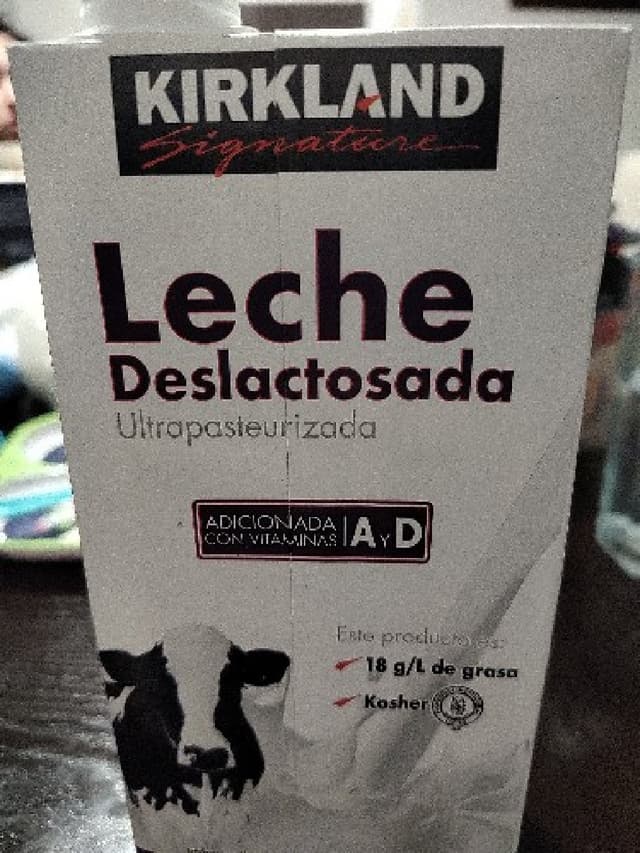 KIRKLAND
Signature
Leche
Deslactosada
Ultrapasteurizada
ADICIONADA
CON VITAMINAS A Y D
Este producto es:
18 g/L de grasa
Kosher